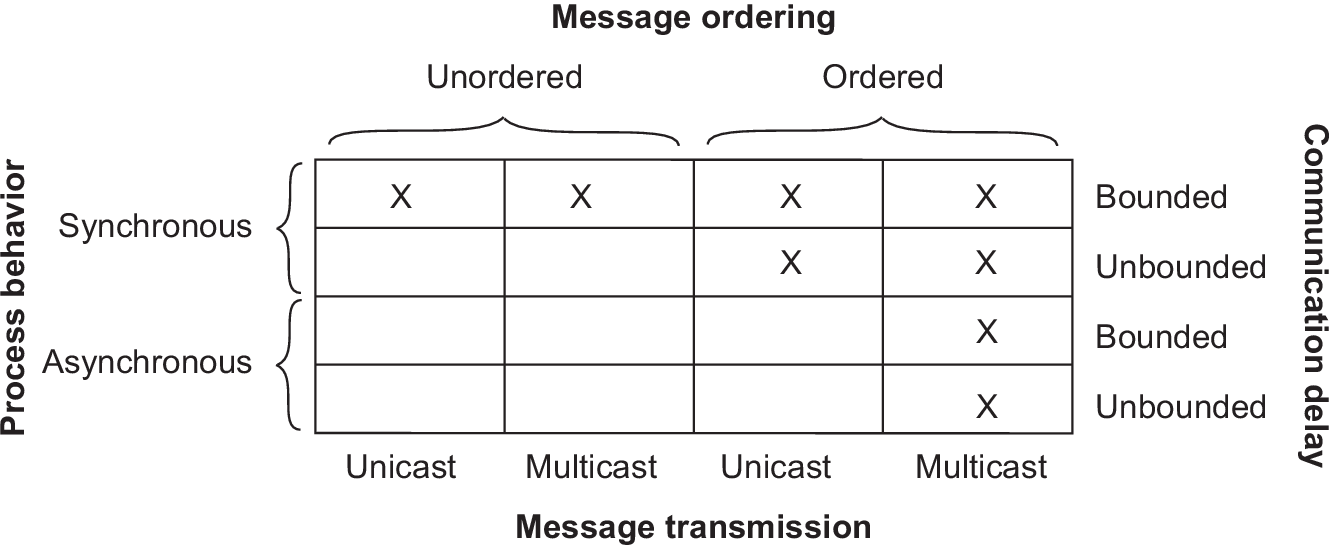 Message ordering
Unordered
Ordered
Process behavior
Communication delay
Synchronous
X X X X
Bounded
X X
Unbounded
Asynchronous
X
Bounded
X
Unbounded
Unicast
Multicast
Unicast
Multicast
Message transmission